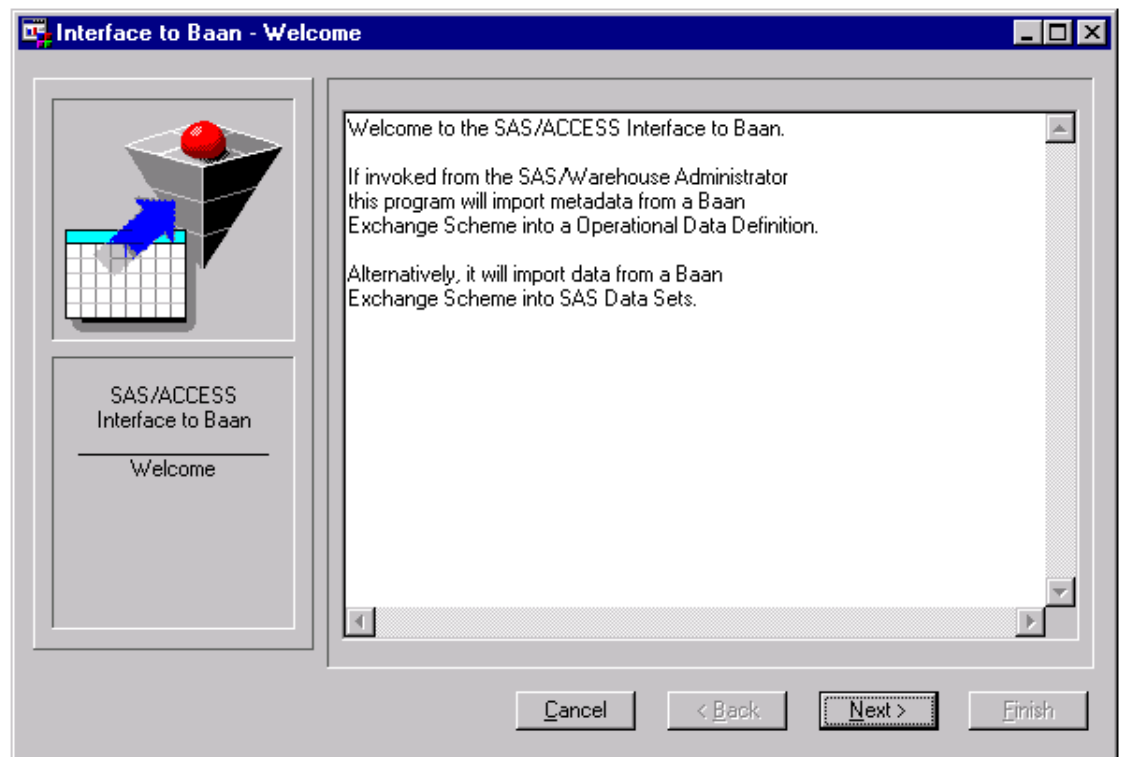 Interface to Baan - Welcome
SAS/ACCESS
Interface to Baan
Welcome
Welcome to the SAS/ACCESS Interface to Baan.
If invoked from the SAS/Warehouse Administrator
this program will import metadata from a Baan
Exchange Scheme into a Operational Data Definition.
Alternatively, it will import data from a Baan
Exchange Scheme into SAS Data Sets.
Cancel
< Back
Next >
Finish